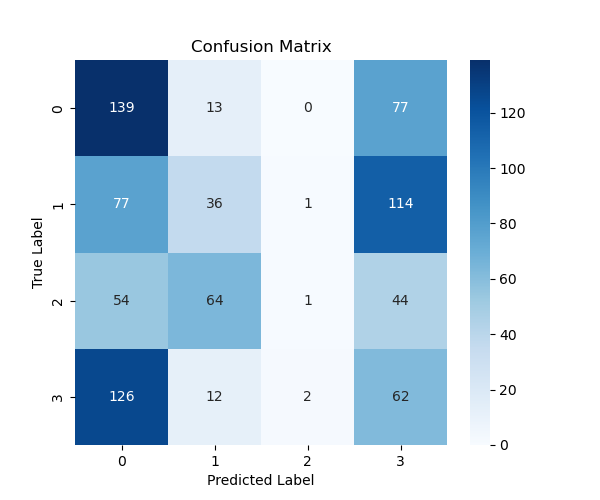 Confusion Matrix
True Label
0 139 13 0 77
1 77 36 1 114
2 54 64 1 44
3 126 12 2 62
0 1 2 3
Predicted Label
120
100
80
60
40
20
0